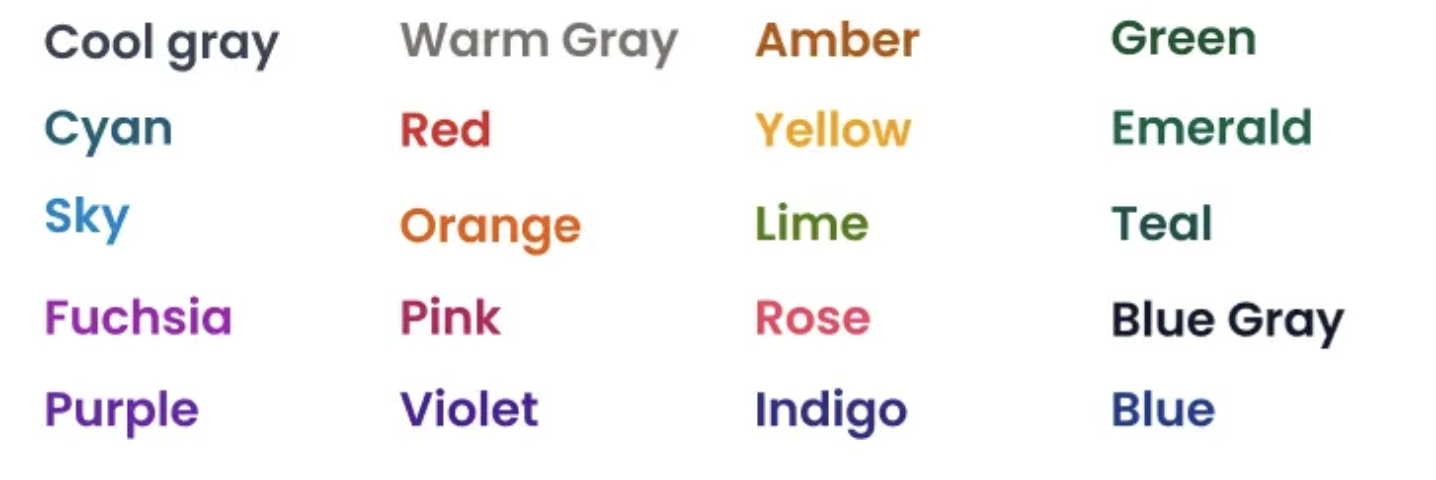 Cool gray Warm Gray Amber Green
Cyan Red Yellow Emerald
Sky Orange Lime Teal
Fuchsia Pink Rose Blue Gray
Purple Violet Indigo Blue